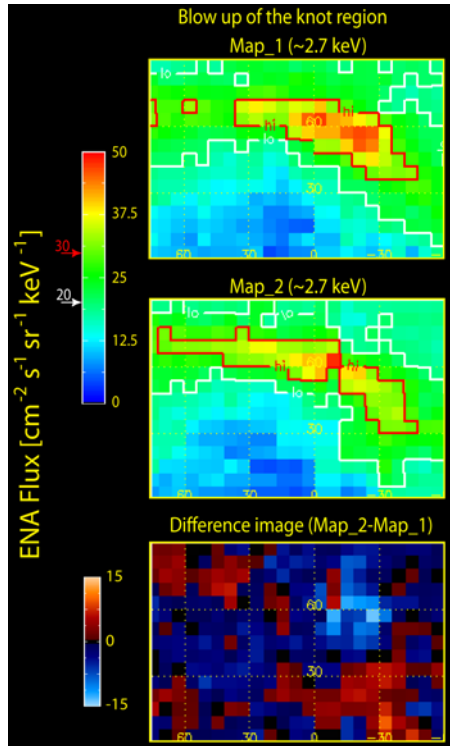 Blow up of the knot region
Map_1 (~2.7 keV)
lo
lo
hi
hi
60
lo
30
60
30
0
-30
50
37.5
25
12.5
0
30
20
ENA Flux [cm⁻² s⁻¹ sr⁻¹ keV⁻¹]
Map_2 (~2.7 keV)
lo
lo
60
hi
hi
lo
30
60
30
0
-30
Difference image (Map_2-Map_1)
15
0
-15
60
30
60
30
0
-30